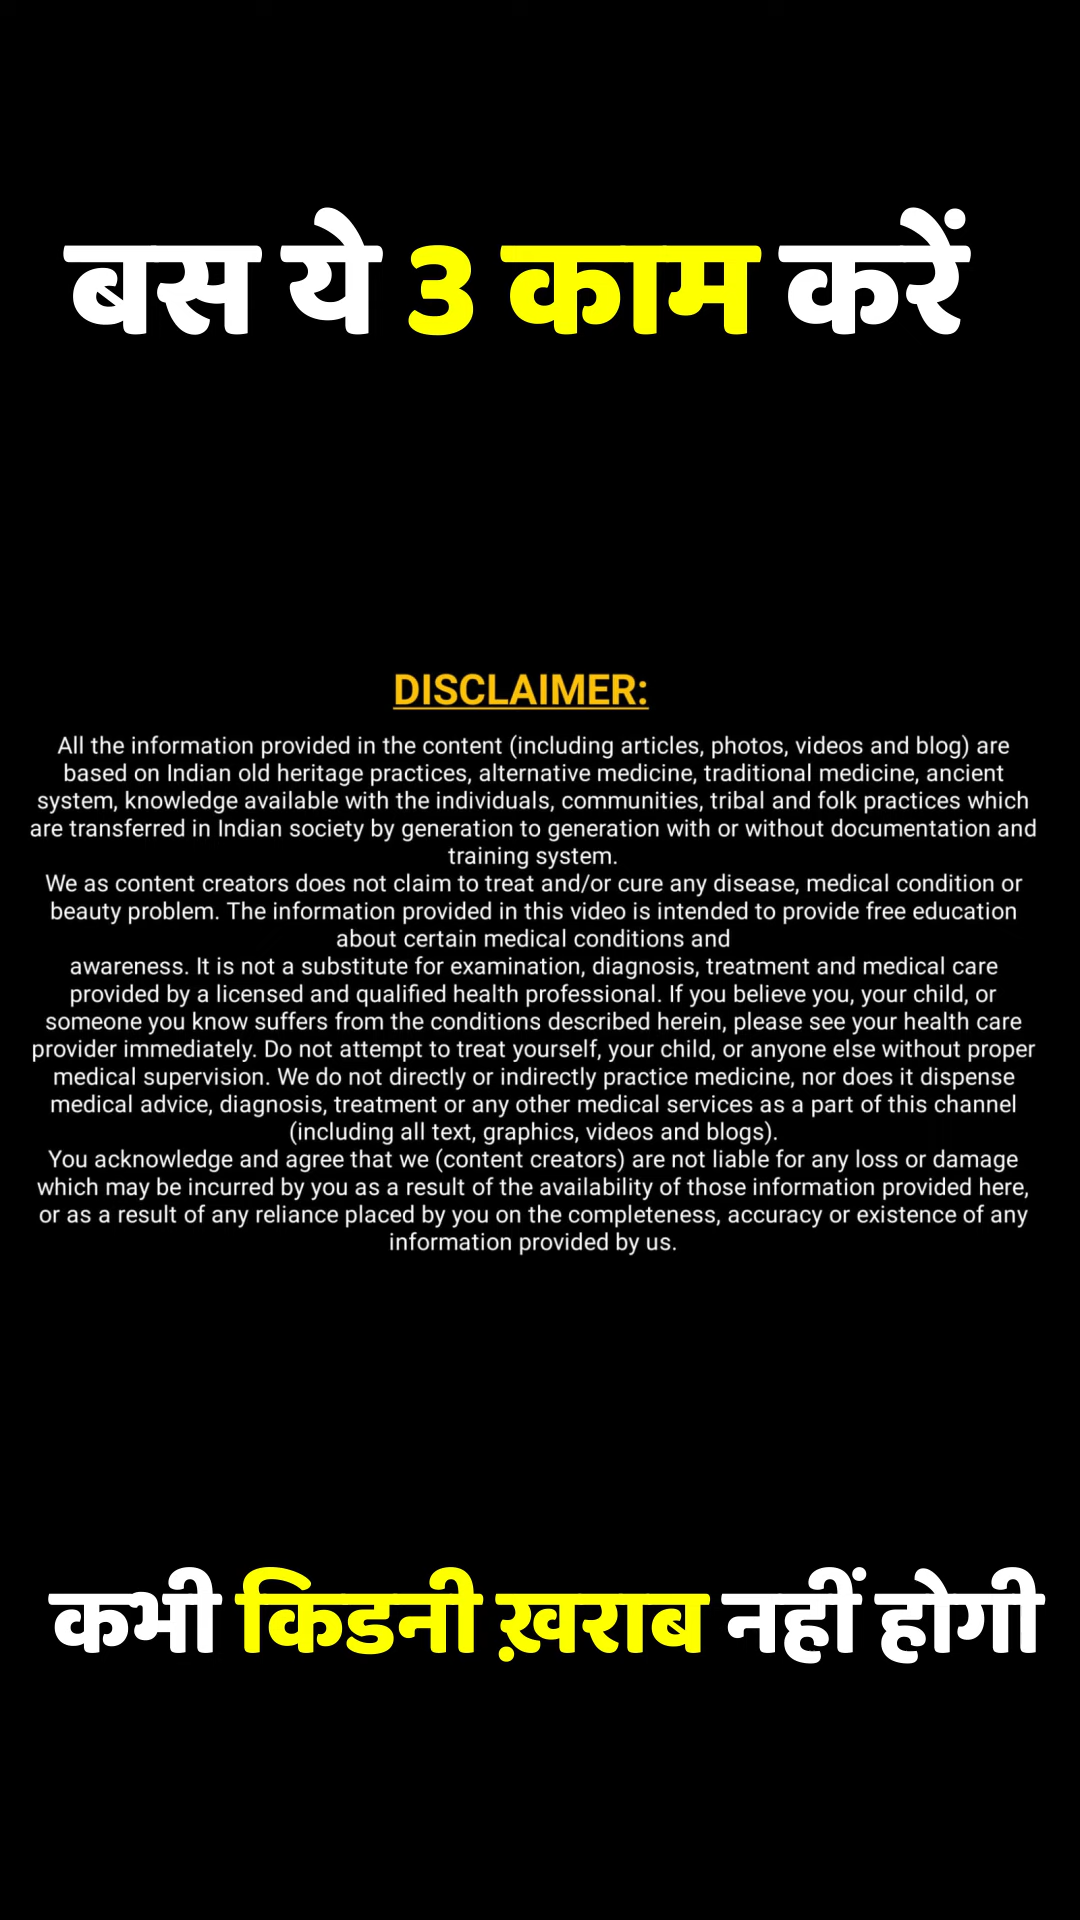 बस ये 3 काम करें
DISCLAIMER:
All the information provided in the content (including articles, photos, videos and blog) are
based on Indian old heritage practices, alternative medicine, traditional medicine, ancient
system, knowledge available with the individuals, communities, tribal and folk practices which
are transferred in Indian society by generation to generation with or without documentation and
training system.
We as content creators does not claim to treat and/or cure any disease, medical condition or
beauty problem. The information provided in this video is intended to provide free education
about certain medical conditions and
awareness. It is not a substitute for examination, diagnosis, treatment and medical care
provided by a licensed and qualified health professional. If you believe you, your child, or
someone you know suffers from the conditions described herein, please see your health care
provider immediately. Do not attempt to treat yourself, your child, or anyone else without proper
medical supervision. We do not directly or indirectly practice medicine, nor does it dispense
medical advice, diagnosis, treatment or any other medical services as a part of this channel
(including all text, graphics, videos and blogs).
You acknowledge and agree that we (content creators) are not liable for any loss or damage
which may be incurred by you as a result of the availability of those information provided here,
or as a result of any reliance placed by you on the completeness, accuracy or existence of any
information provided by us.
कभी किडनी ख़राब नहीं होगी